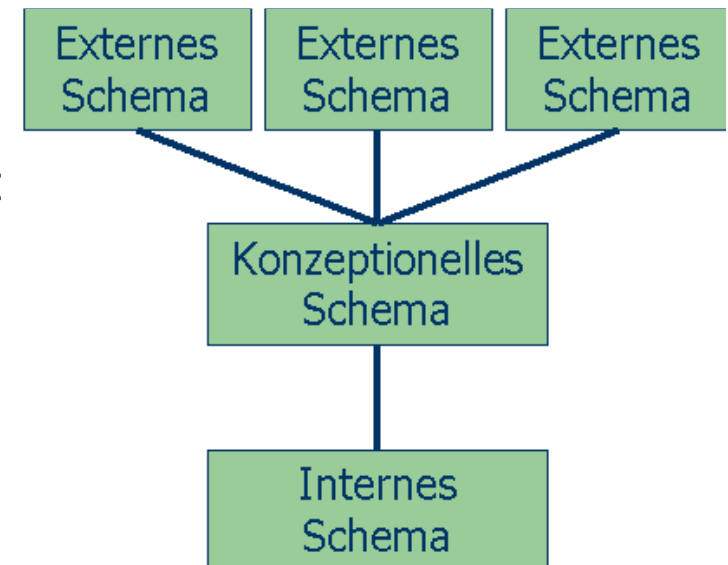 Externes
Schema
Externes
Schema
Externes
Schema
Konzeptionelles
Schema
Internes
Schema